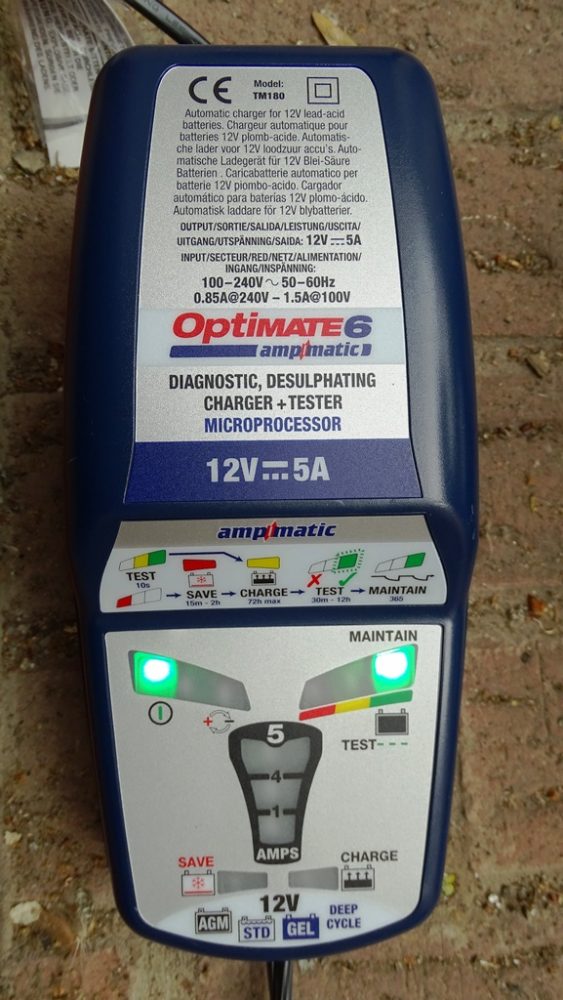 CE Model:
TM180
Automatic charger for 12V lead-acid
batteries. Chargeur automatique pour
batteries 12V plomb-acide. Automatis-
che lader voor 12V loodzuur accu's. Auto-
matische Ladegerät für 12V Blei-Säure
Batterien . Caricabatterie automatico per
batterie 12V piombo-acido. Cargador
automático para baterías 12V plomo-ácido.
Automatisk laddare för 12V blybatterier.
OUTPUT/SORTIE/SALIDA/LEISTUNG/USCITA/
UITGANG/UTSPÄNNING/SAIDA: 12V⎓5A
INPUT/SECTEUR/RED/NETZ/ALIMENTATION/
INGANG/INSPÄNNING:
100–240V ~ 50–60Hz
0.85A@240V – 1.5A@100V
OPTIMATE 6
ampmatic
DIAGNOSTIC, DESULPHATING
CHARGER + TESTER
MICROPROCESSOR
12V⎓5A
ampmatic
TEST
10s
SAVE
15m - 2h
CHARGE
72h max
TEST
30m - 12h
MAINTAIN
365
MAINTAIN
TEST
5
4
1
AMPS
SAVE
CHARGE
12V
AGM
STD
GEL
DEEP
CYCLE